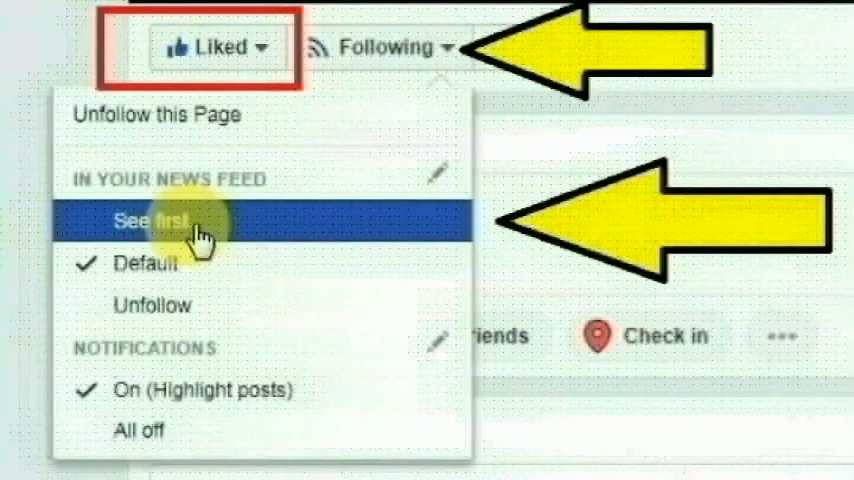 Liked Following
Unfollow this Page
IN YOUR NEWS FEED
See first
Default
Unfollow
riends Check in
NOTIFICATIONS
On (Highlight posts)
All off